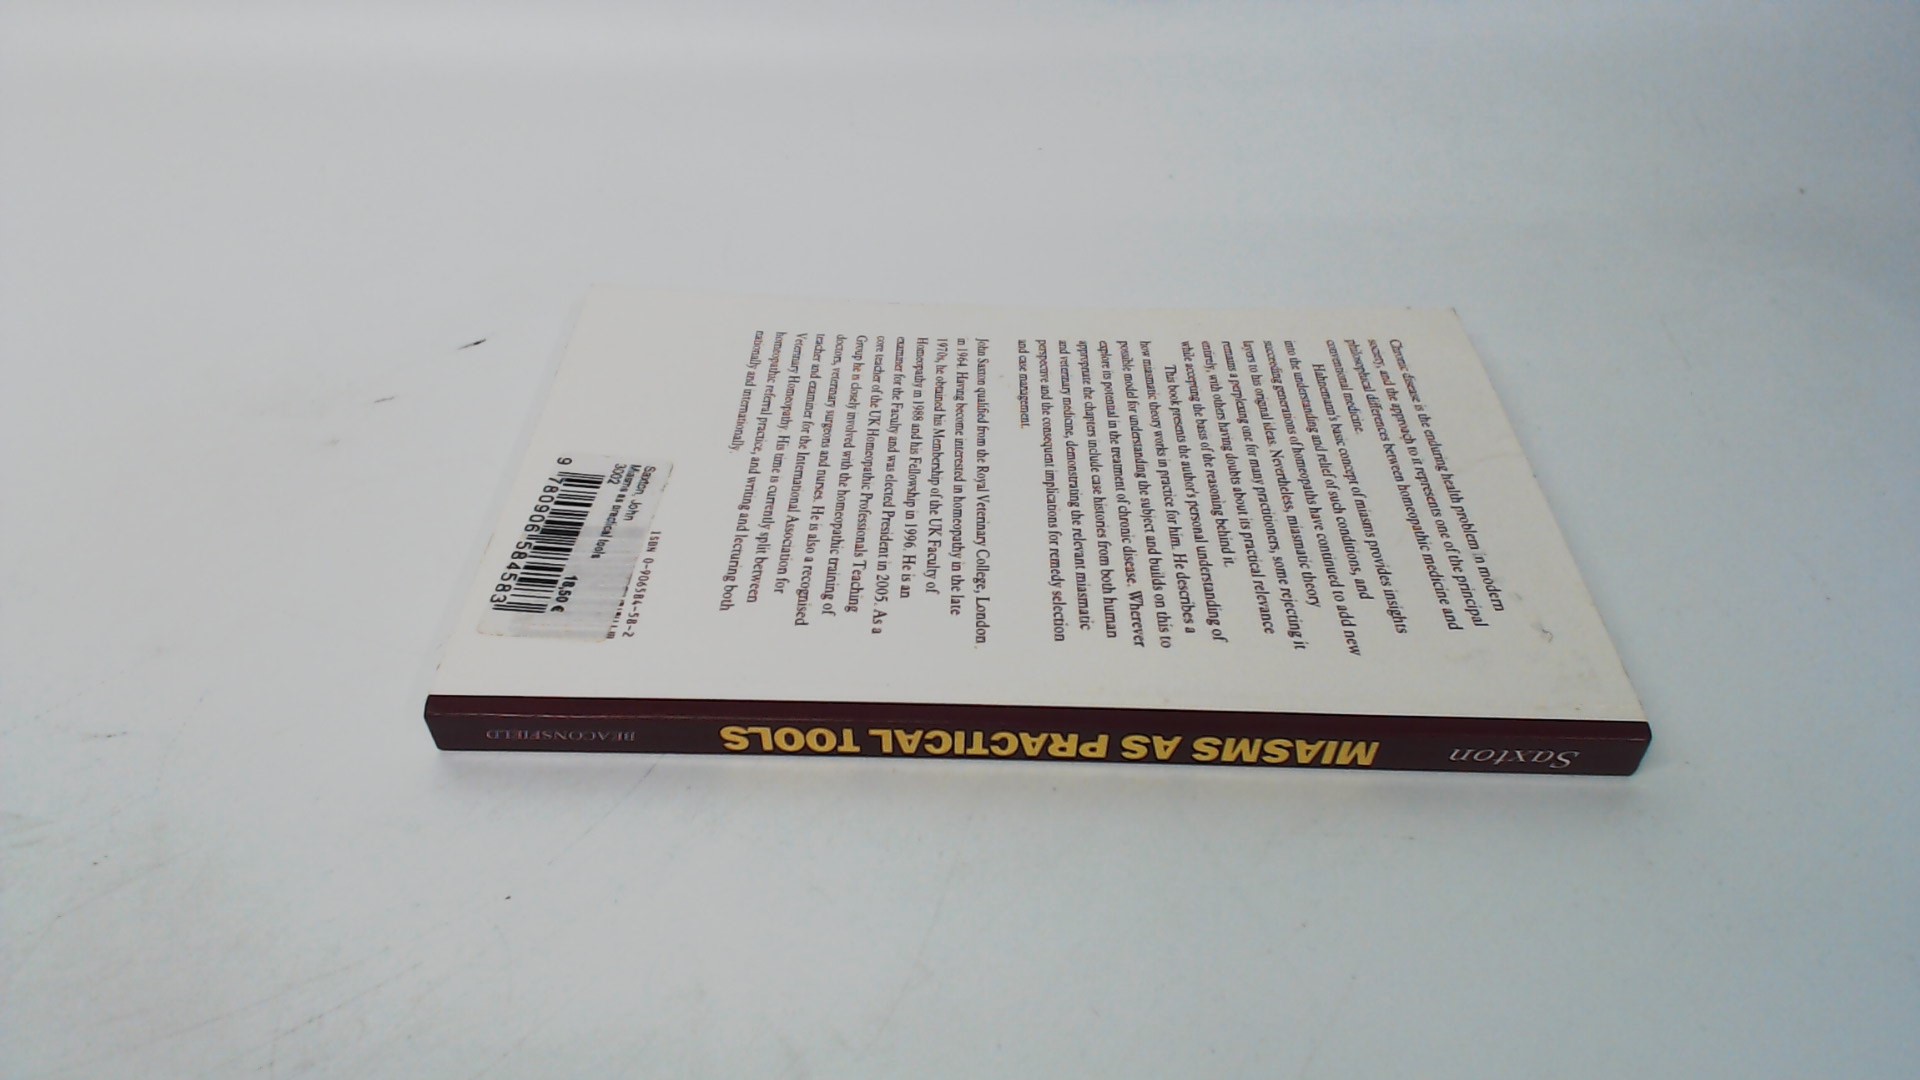 Chronic disease is the enduring health problem in modern
society, and the approach to it represents one of the principal
philosophical differences between homeopathic medicine and
conventional medicine.
Hahnemann's basic concept of miasms provides insights
into the understanding and relief of such conditions, and
succeeding generations of homeopaths have continued to add new
layers to his original ideas. Nevertheless, miasmatic theory
remains a perplexing one for many practitioners, some rejecting it
entirely, with others having doubts about its practical relevance
while accepting the basis of the reasoning behind it.
This book presents the author's personal understanding of
how miasmatic theory works in practice for him. He describes a
possible model for understanding the subject and builds on this to
explore its potential in the treatment of chronic disease. Wherever
appropriate the chapters include case histories from both human
and veterinary medicine, demonstrating the relevant miasmatic
perspective and the consequent implications for remedy selection
and case management.
John Saxton qualified from the Royal Veterinary College, London
in 1964. Having become interested in homeopathy in the late
1970s, he obtained his Membership of the UK Faculty of
Homeopathy in 1988 and his Fellowship in 1996. He is an
examiner for the Faculty and was elected President in 2005. As a
core teacher of the UK Homeopathic Professionals Teaching
Group he is closely involved with the homeopathic training of
doctors, veterinary surgeons and nurses. He is also a recognised
teacher and examiner for the International Association for
Veterinary Homeopathy. His time is currently split between
homeopathic referral practice, and writing and lecturing both
nationally and internationally.
ISBN 0-906584-58-2
Saxton, John
Miasms as practical tools
3002
18,50 €
9 780906 584583
Saxton
MIASMS AS PRACTICAL TOOLS
BEACONSFIELD